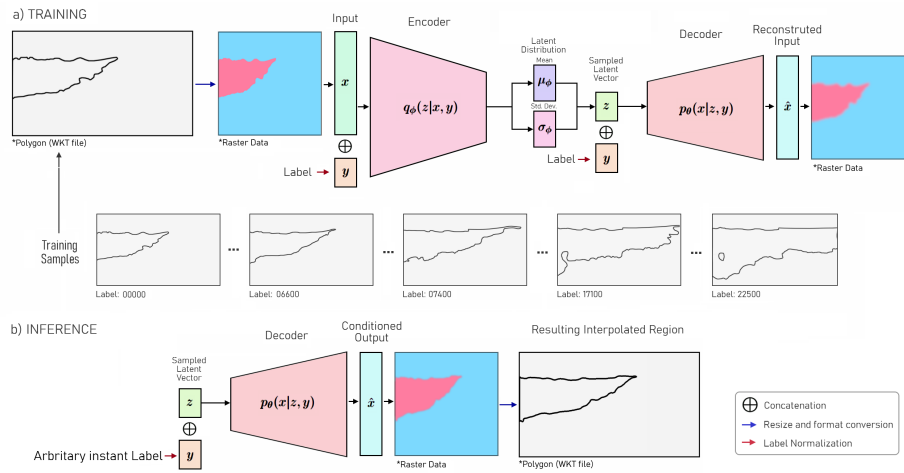 a) TRAINING
Input
Encoder
Latent
Distribution
Mean
Sampled
Latent
Vector
Decoder
Reconstruted
Input
x
qϕ(z|x, y)
μϕ
Std. Dev.
σϕ
z
pθ(x|z, y)
x̂
*Polygon (WKT file)
*Raster Data
⊕
Label
y
⊕
Label
y
*Raster Data
Training
Samples
...
...
...
...
Label: 00000
Label: 06600
Label: 07400
Label: 17100
Label: 22500
b) INFERENCE
Sampled
Latent
Vector
Decoder
Conditioned
Output
Resulting Interpolated Region
z
pθ(x|z, y)
x̂
⊕
Arbritary instant Label
y
*Raster Data
*Polygon (WKT file)
⊕ Concatenation
Resize and format conversion
Label Normalization